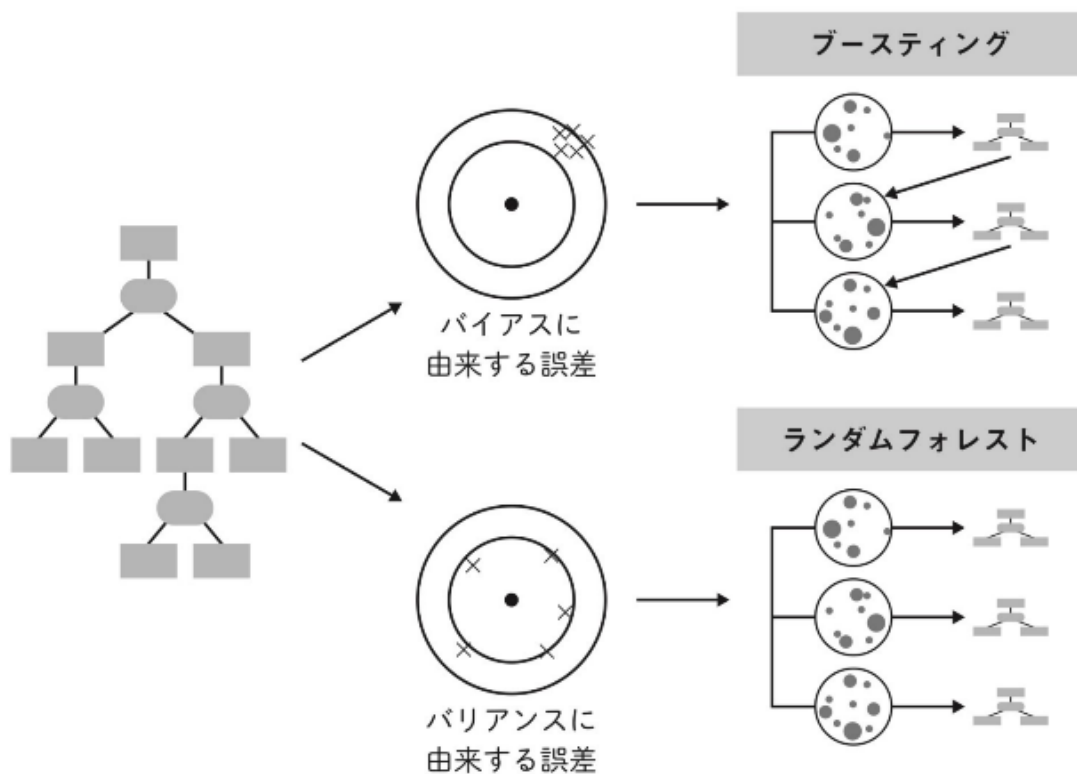 ブースティング
バイアスに
由来する誤差
ランダムフォレスト
バリアンスに
由来する誤差